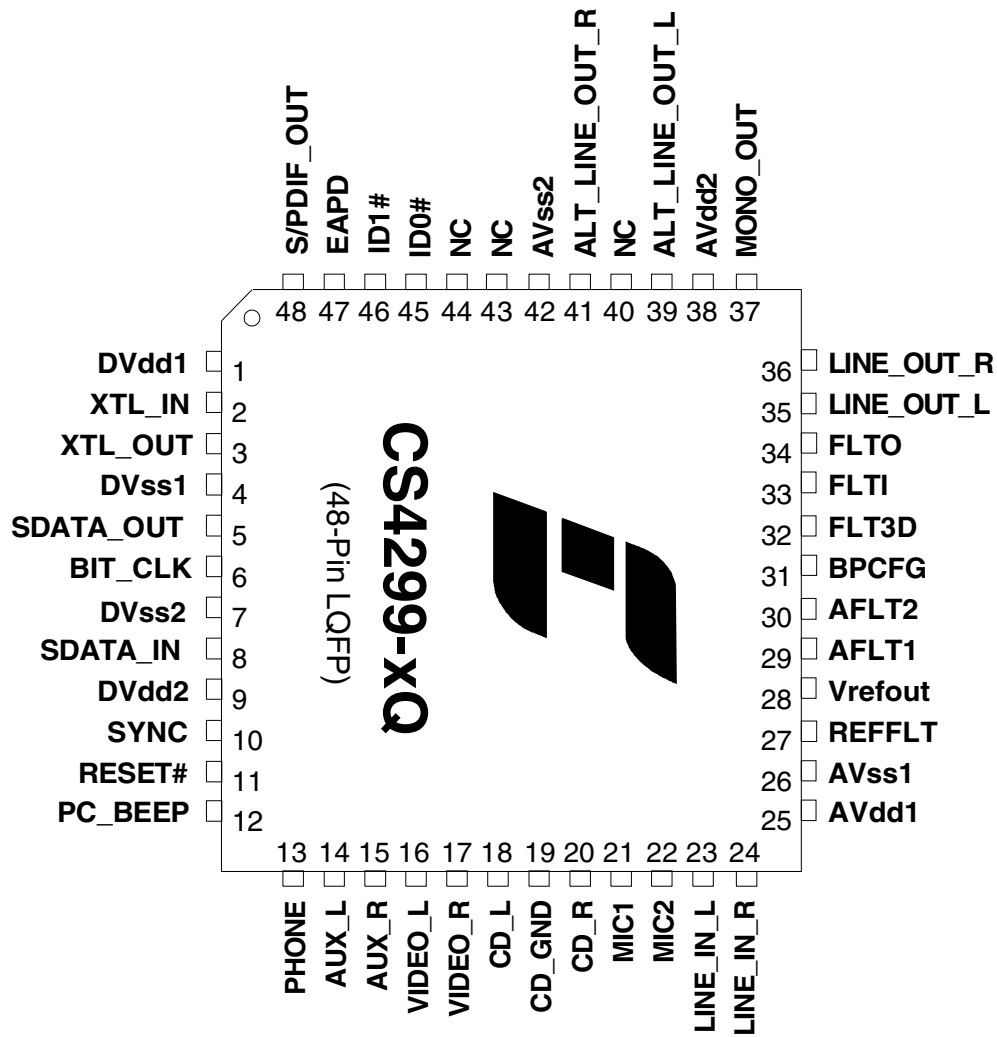 S/PDIF_OUT
EAPD
ID1#
ID0#
NC
NC
AVss2
ALT_LINE_OUT_R
NC
ALT_LINE_OUT_L
AVdd2
MONO_OUT
48 47 46 45 44 43 42 41 40 39 38 37
DVdd1 1
XTL_IN 2
XTL_OUT 3
DVss1 4
SDATA_OUT 5
BIT_CLK 6
DVss2 7
SDATA_IN 8
DVdd2 9
SYNC 10
RESET# 11
PC_BEEP 12
CS4299-xQ
(48-Pin LQFP)
36 LINE_OUT_R
35 LINE_OUT_L
34 FLTO
33 FLTI
32 FLT3D
31 BPCFG
30 AFLT2
29 AFLT1
28 Vrefout
27 REFFLT
26 AVss1
25 AVdd1
13 14 15 16 17 18 19 20 21 22 23 24
PHONE
AUX_L
AUX_R
VIDEO_L
VIDEO_R
CD_L
CD_GND
CD_R
MIC1
MIC2
LINE_IN_L
LINE_IN_R